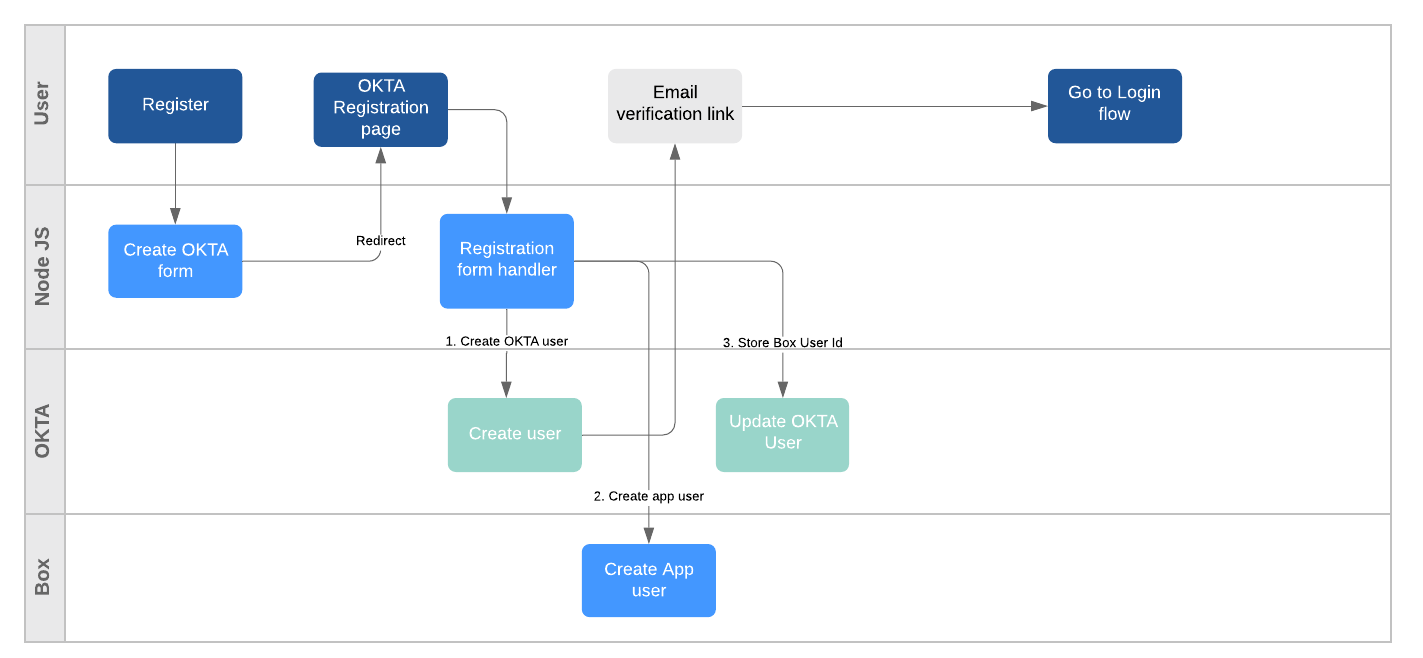 User
Register
OKTA
Registration
page
Email
verification link
Go to Login
flow
Node JS
Create OKTA
form
Redirect
Registration
form handler
1. Create OKTA user
3. Store Box User Id
OKTA
Create user
Update OKTA
User
2. Create app user
Box
Create App
user